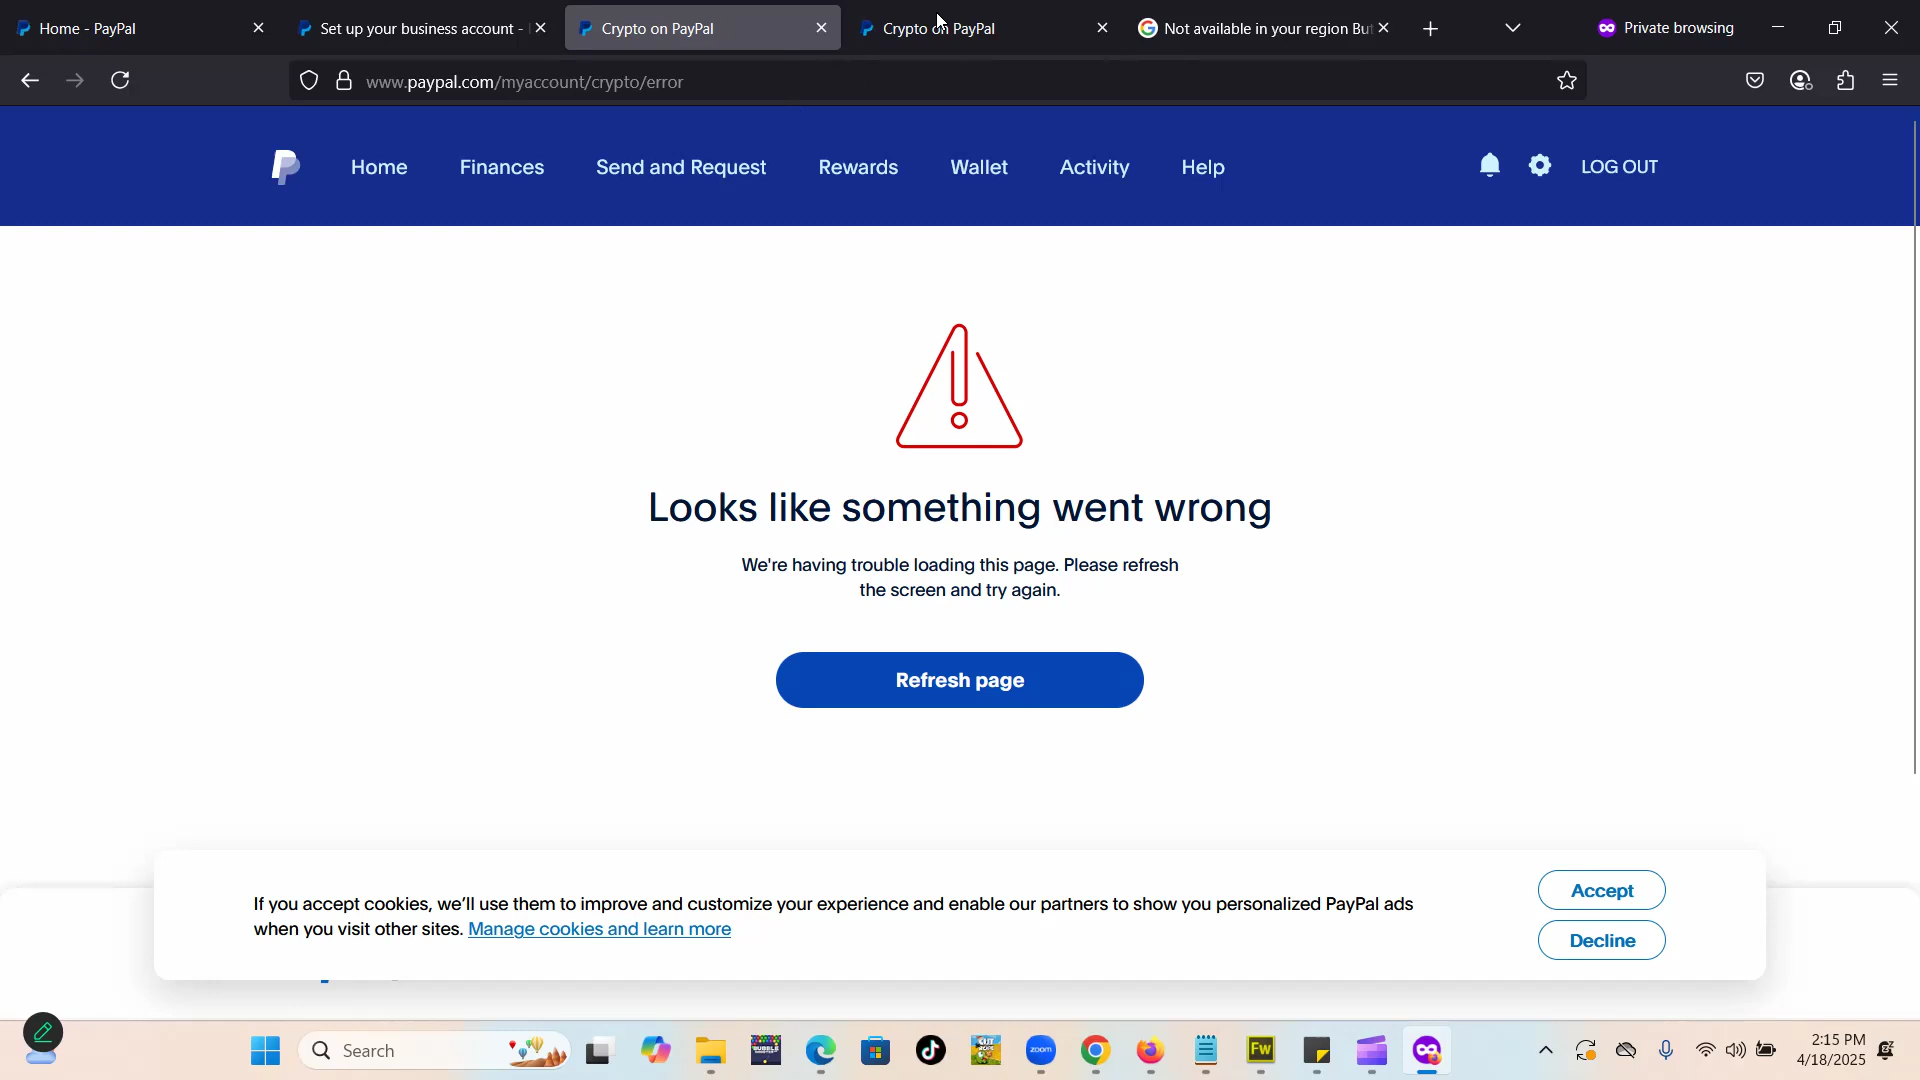 Home - PayPal
Set up your business account -
Crypto on PayPal
Crypto on PayPal
Not available in your region Bu
Private browsing
www.paypal.com/myaccount/crypto/error
Home
Finances
Send and Request
Rewards
Wallet
Activity
Help
LOG OUT
Looks like something went wrong
We're having trouble loading this page. Please refresh
the screen and try again.
Refresh page
If you accept cookies, we’ll use them to improve and customize your experience and enable our partners to show you personalized PayPal ads
when you visit other sites. Manage cookies and learn more
Accept
Decline
Search
zoom
Fw
2:15 PM
4/18/2025